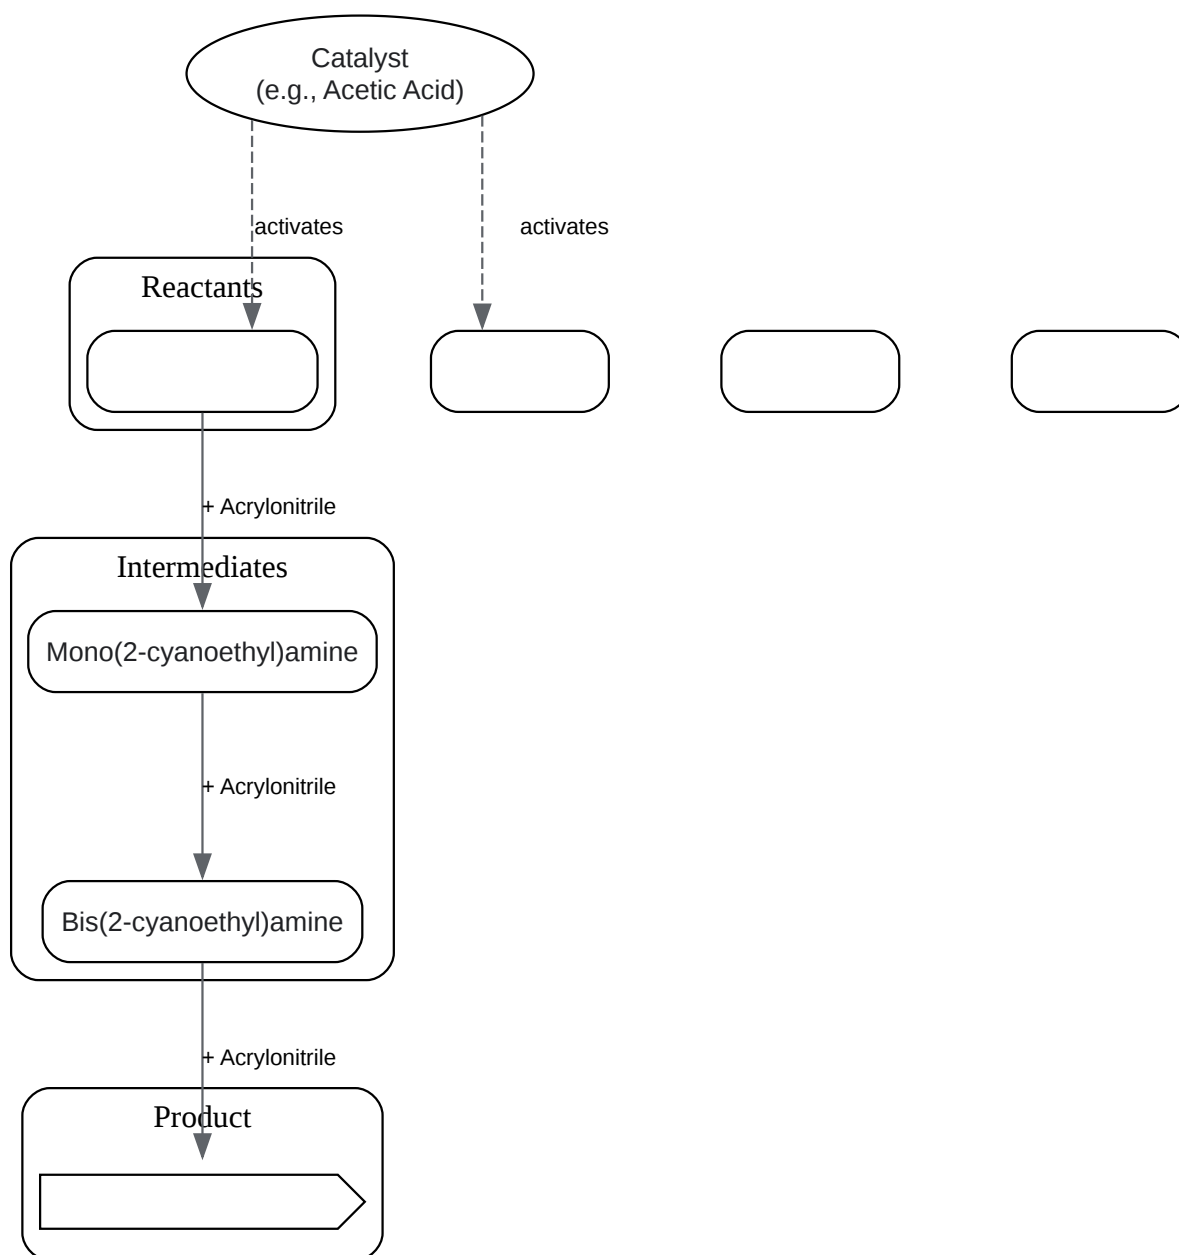 Catalyst
(e.g., Acetic Acid)
activates
activates
Reactants
+ Acrylonitrile
Intermediates
Mono(2-cyanoethyl)amine
+ Acrylonitrile
Bis(2-cyanoethyl)amine
+ Acrylonitrile
Product